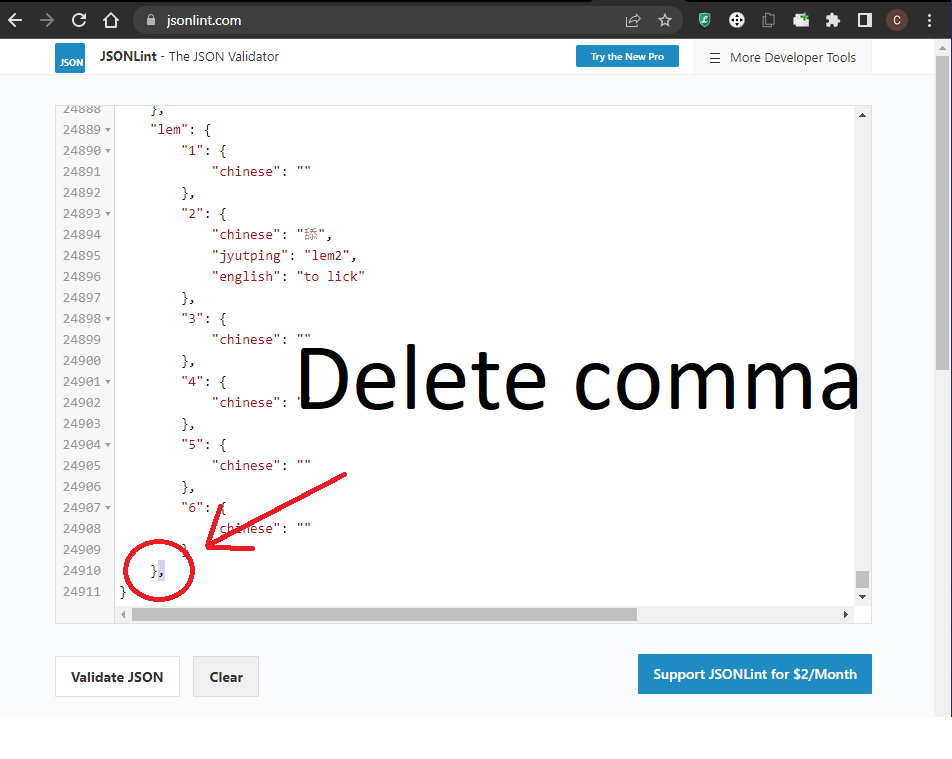 jsonlint.com
C
JSON
JSONLint - The JSON Validator
Try the New Pro
More Developer Tools
24888 },
24889 "lem": {
24890 "1": {
24891 "chinese": ""
24892 },
24893 "2": {
24894 "chinese": "舔",
24895 "jyutping": "lem2",
24896 "english": "to lick"
24897 },
24898 "3": {
24899 "chinese": ""
24900 },
24901 "4": {
24902 "chinese": ""
24903 },
24904 "5": {
24905 "chinese": ""
24906 },
24907 "6": {
24908 "chinese": ""
24909 }
24910 },
24911 }
Delete comma
Validate JSON
Clear
Support JSONLint for $2/Month